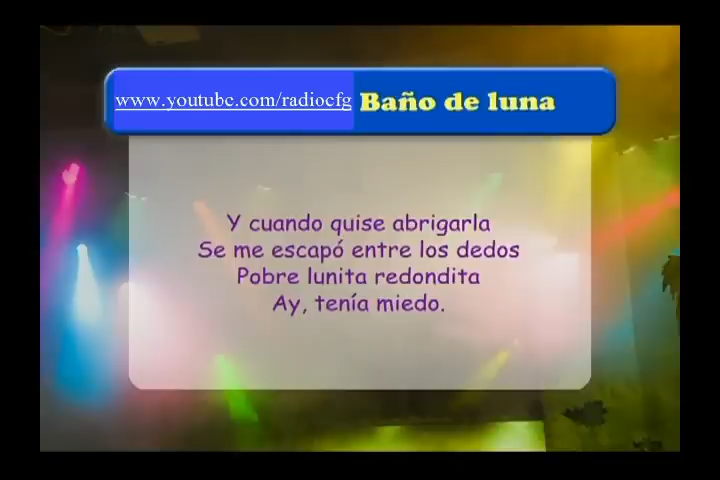 www.youtube.com/radiocfg Baño de luna
Y cuando quise abrigarla
Se me escapó entre los dedos
Pobre lunita redondita
Ay, tenía miedo.